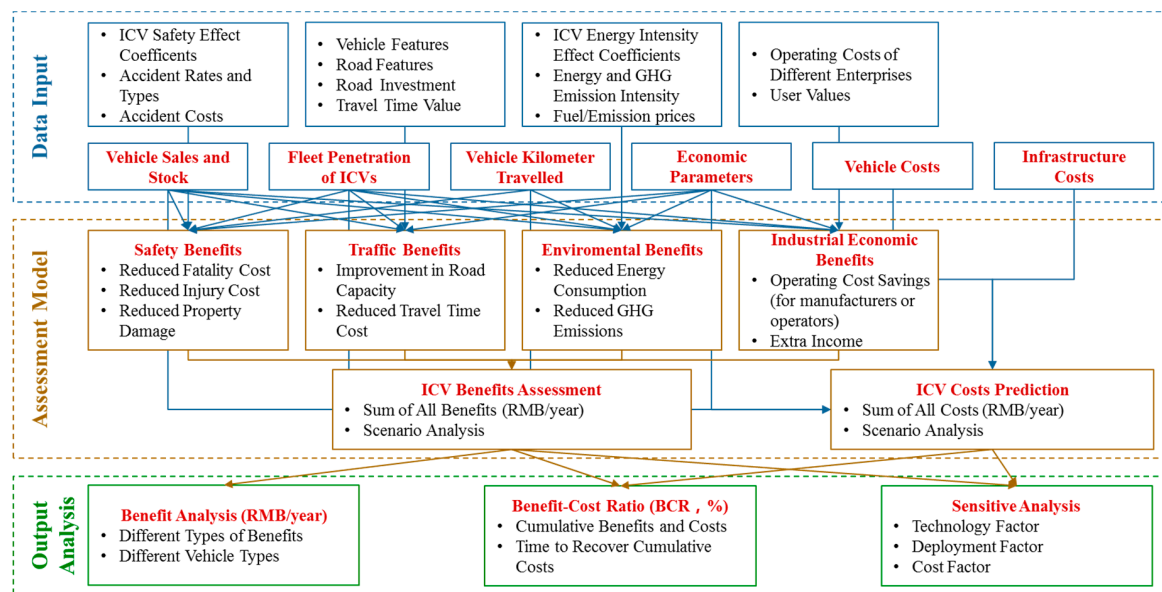 Data Input
• ICV Safety Effect
Coefficents
• Accident Rates and
Types
• Accident Costs
• Vehicle Features
• Road Features
• Road Investment
• Travel Time Value
• ICV Energy Intensity
Effect Coefficients
• Energy and GHG
Emission Intensity
• Fuel/Emission prices
• Operating Costs of
Different Enterprises
• User Values
Vehicle Sales and
Stock
Fleet Penetration
of ICVs
Vehicle Kilometer
Travelled
Economic
Parameters
Vehicle Costs
Infrastructure
Costs
Assessment Model
Safety Benefits
• Reduced Fatality Cost
• Reduced Injury Cost
• Reduced Property
Damage
Traffic Benefits
• Improvement in Road
Capacity
• Reduced Travel Time
Cost
Enviromental Benefits
• Reduced Energy
Consumption
• Reduced GHG
Emissions
Industrial Economic
Benefits
• Operating Cost Savings
(for manufacturers or
operators)
• Extra Income
ICV Benefits Assessment
• Sum of All Benefits (RMB/year)
• Scenario Analysis
ICV Costs Prediction
• Sum of All Costs (RMB/year)
• Scenario Analysis
Output
Analysis
Benefit Analysis (RMB/year)
• Different Types of Benefits
• Different Vehicle Types
Benefit-Cost Ratio (BCR，%)
• Cumulative Benefits and Costs
• Time to Recover Cumulative
Costs
Sensitive Analysis
• Technology Factor
• Deployment Factor
• Cost Factor